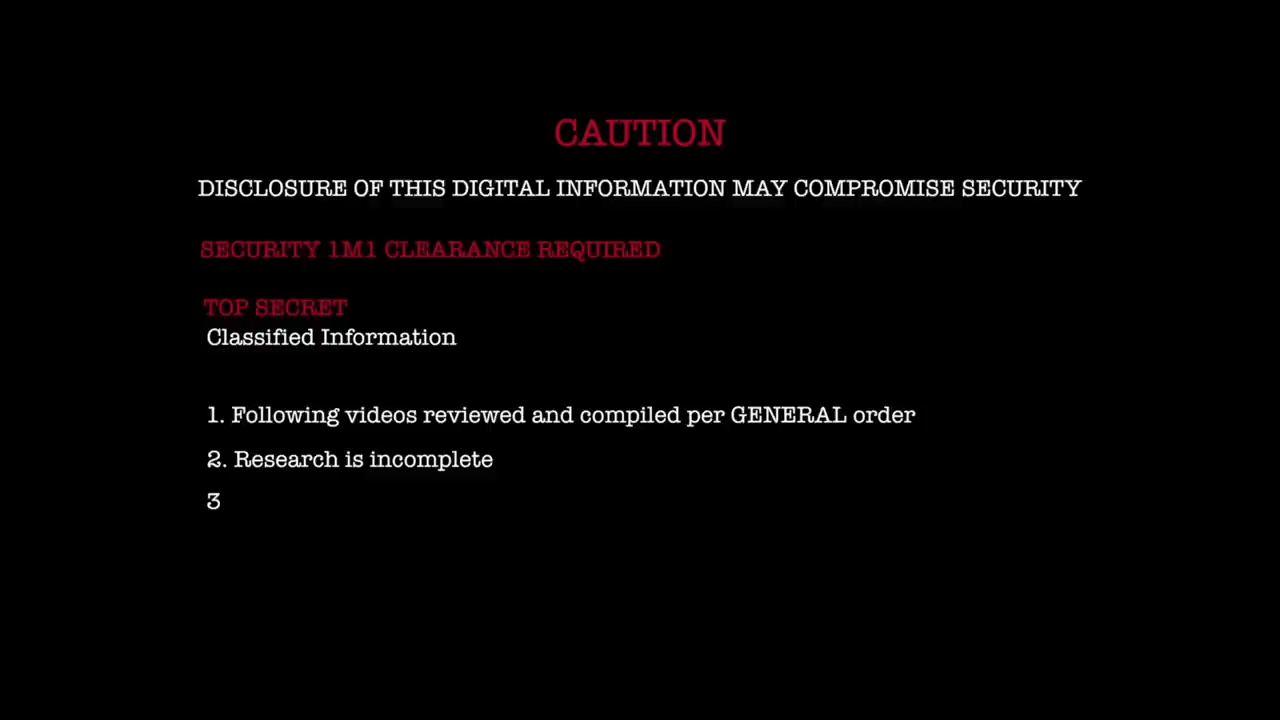 CAUTION
DISCLOSURE OF THIS DIGITAL INFORMATION MAY COMPROMISE SECURITY
SECURITY 1M1 CLEARANCE REQUIRED
TOP SECRET
Classified Information
1. Following videos reviewed and compiled per GENERAL order
2. Research is incomplete
3